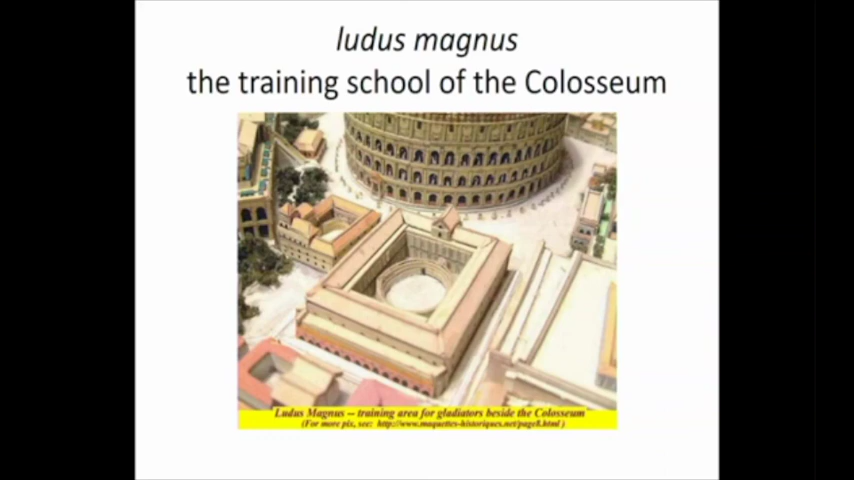 ludus magnus
the training school of the Colosseum
Ludus Magnus -- training area for gladiators beside the Colosseum
(For more pix, see: http://www.maquettes-historiques.net/page8.html )